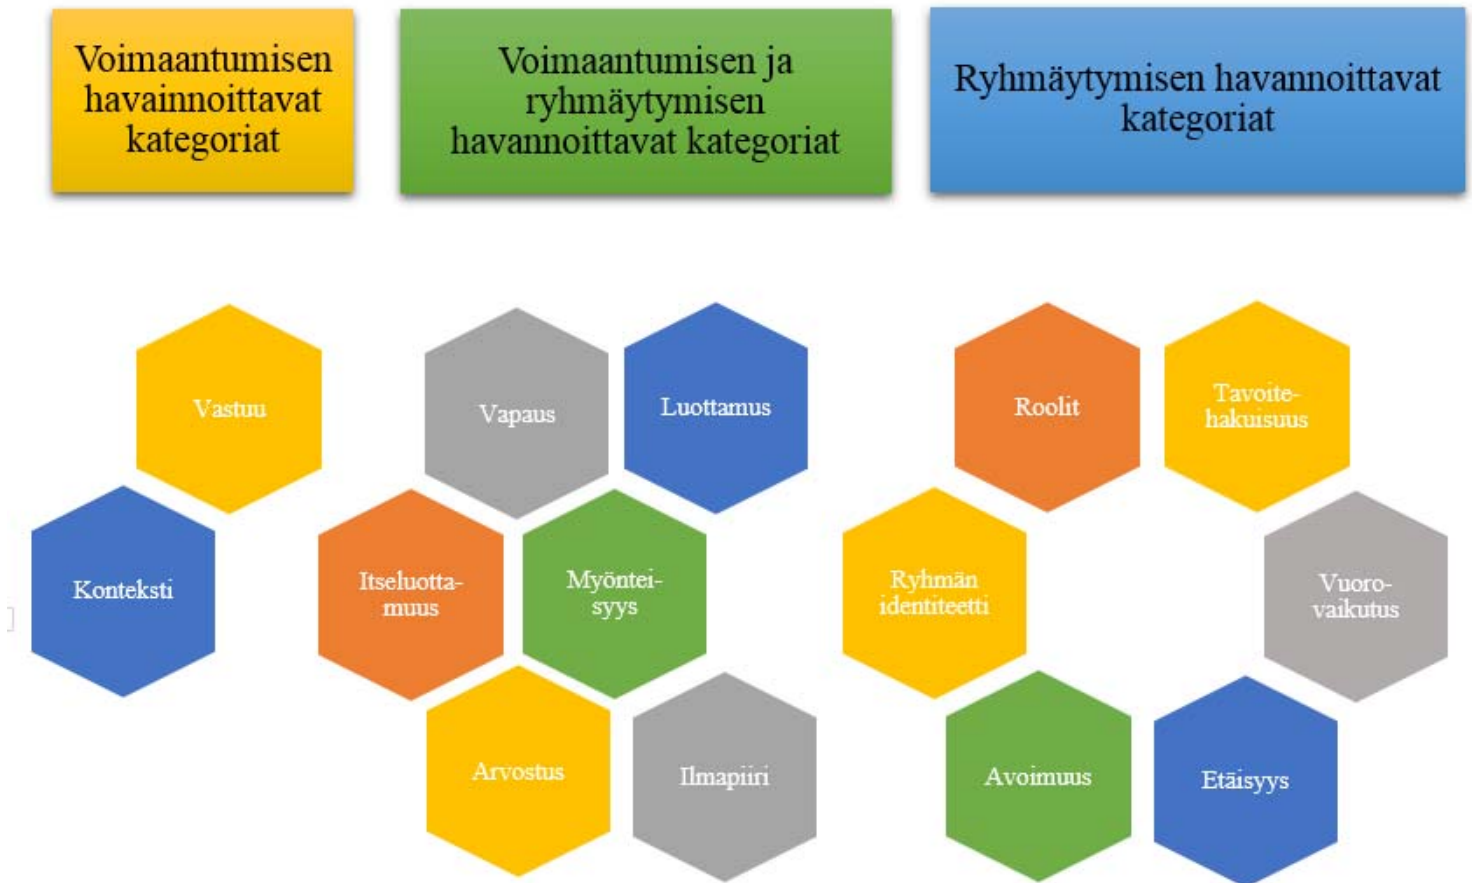 Voimaantumisen
havainnoittavat
kategoriat
Voimaantumisen ja
ryhmäytymisen
havannoittavat kategoriat
Ryhmäytymisen havannoittavat
kategoriat
Vastuu
Konteksti
Vapaus
Luottamus
Itseluotta-
muus
Myöntei-
syys
Arvostus
Ilmapiiri
Roolit
Tavoite-
hakuisuus
Ryhmän
identiteetti
Vuoro-
vaikutus
Avoimuus
Etäisyys